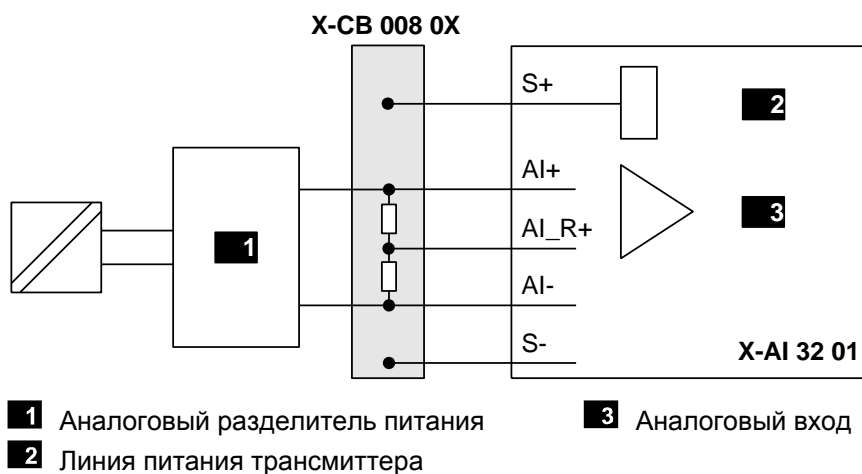 X-CB 008 0X
S+
2
AI+
1
3
AI_R+
AI-
S-
X-AI 32 01
1 Аналоговый разделитель питания
3 Аналоговый вход
2 Линия питания трансмиттера